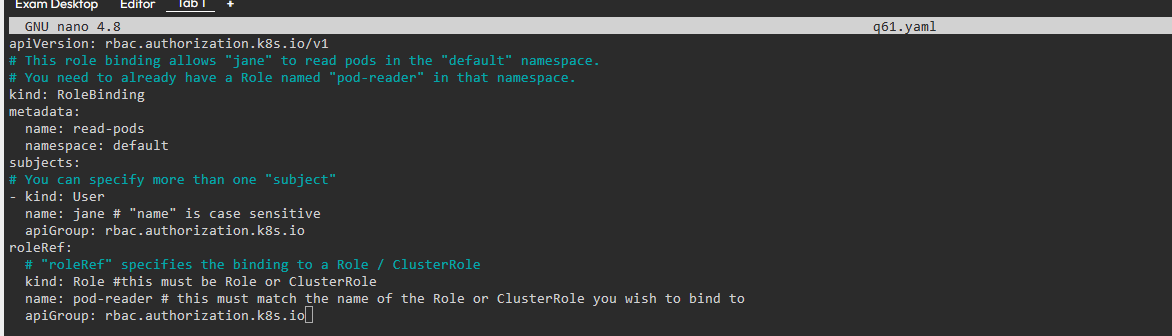 Exam Desktop Editor Tab 1 +
GNU nano 4.8 q61.yaml
apiVersion: rbac.authorization.k8s.io/v1
# This role binding allows "jane" to read pods in the "default" namespace.
# You need to already have a Role named "pod-reader" in that namespace.
kind: RoleBinding
metadata:
  name: read-pods
  namespace: default
subjects:
# You can specify more than one "subject"
- kind: User
  name: jane # "name" is case sensitive
  apiGroup: rbac.authorization.k8s.io
roleRef:
  # "roleRef" specifies the binding to a Role / ClusterRole
  kind: Role #this must be Role or ClusterRole
  name: pod-reader # this must match the name of the Role or ClusterRole you wish to bind to
  apiGroup: rbac.authorization.k8s.io